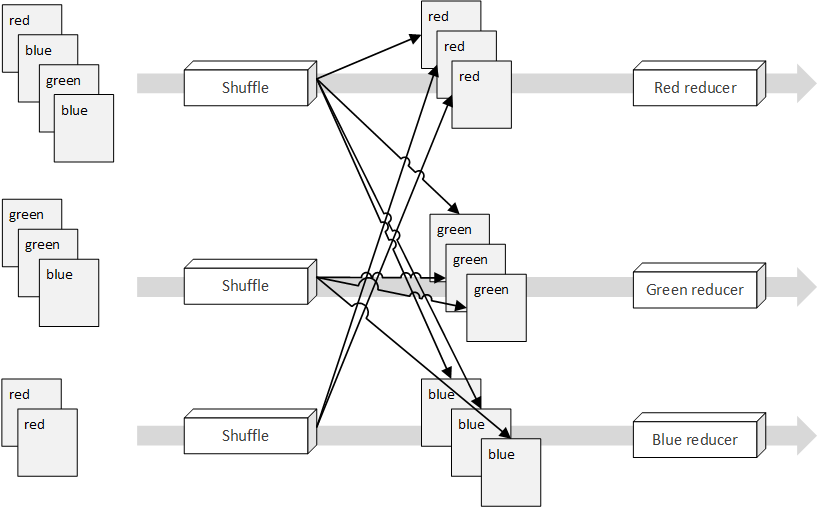 red
blue
green
blue
Shuffle
red
red
red
Red reducer
green
green
blue
Shuffle
green
green
green
Green reducer
red
red
Shuffle
blue
blue
blue
Blue reducer